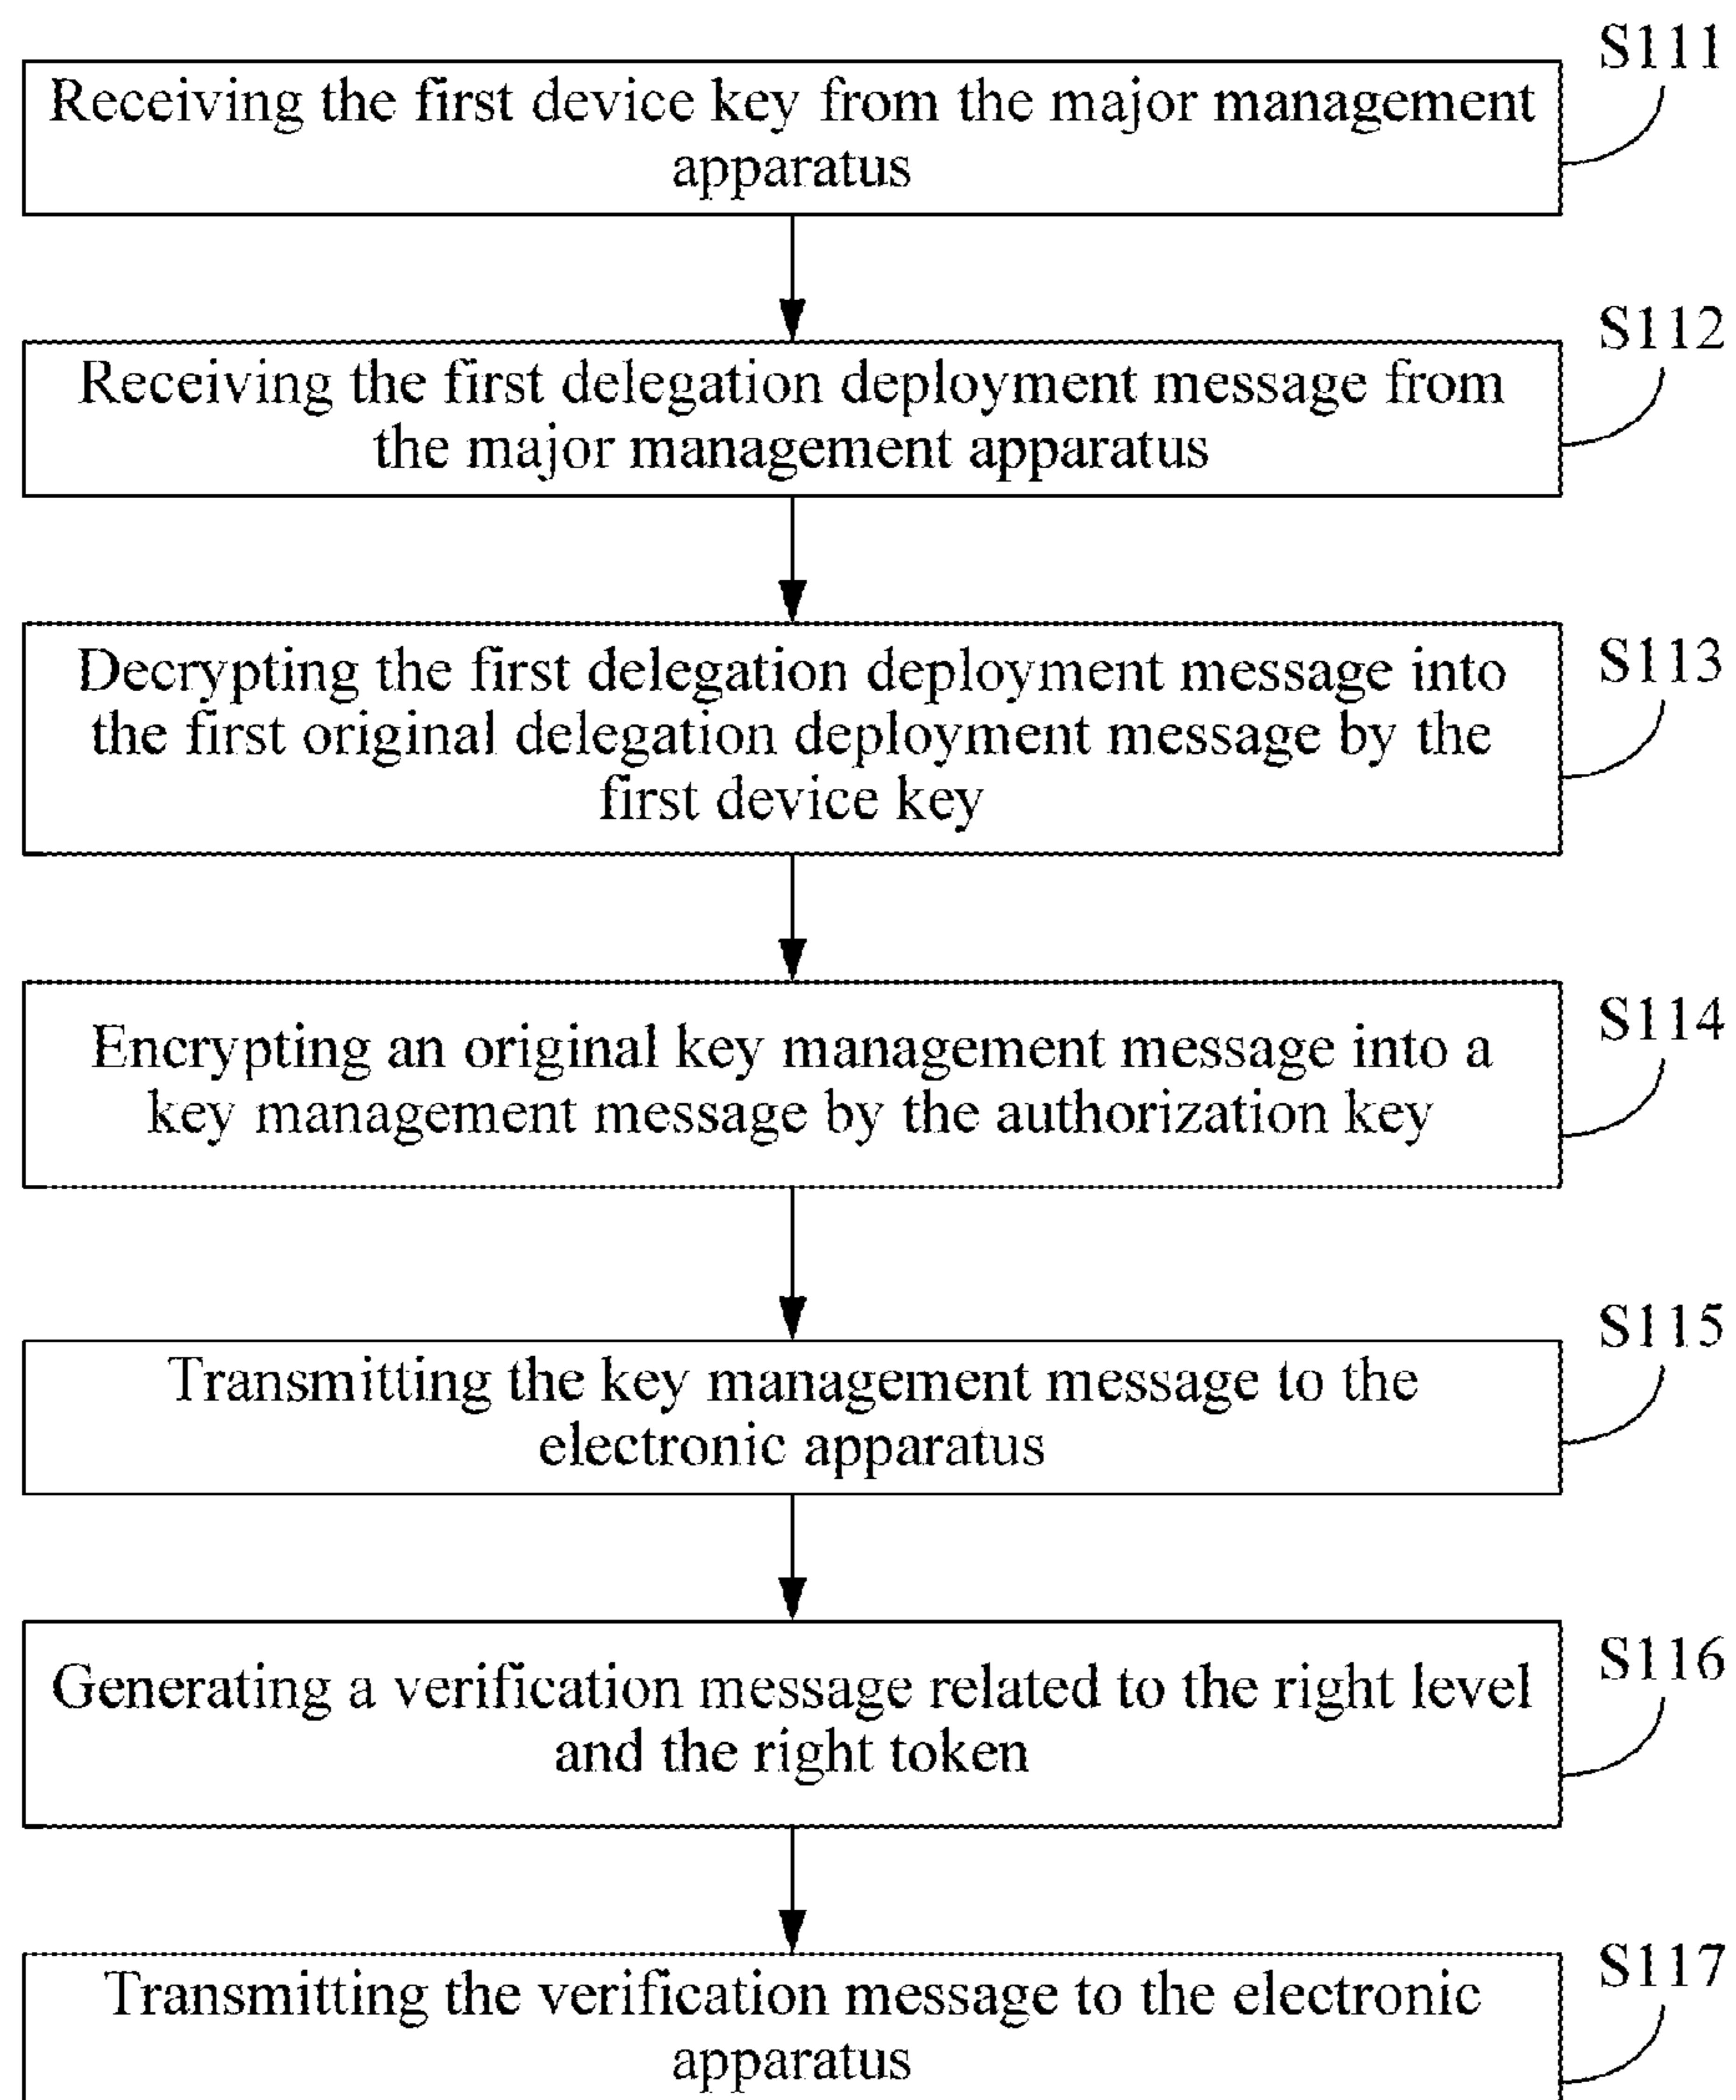 S111
Receiving the first device key from the major management
apparatus
S112
Receiving the first delegation deployment message from
the major management apparatus
S113
Decrypting the first delegation deployment message into
the first original delegation deployment message by the
first device key
S114
Encrypting an original key management message into a
key management message by the authorization key
S115
Transmitting the key management message to the
electronic apparatus
S116
Generating a verification message related to the right level
and the right token
S117
Transmitting the verification message to the electronic
apparatus